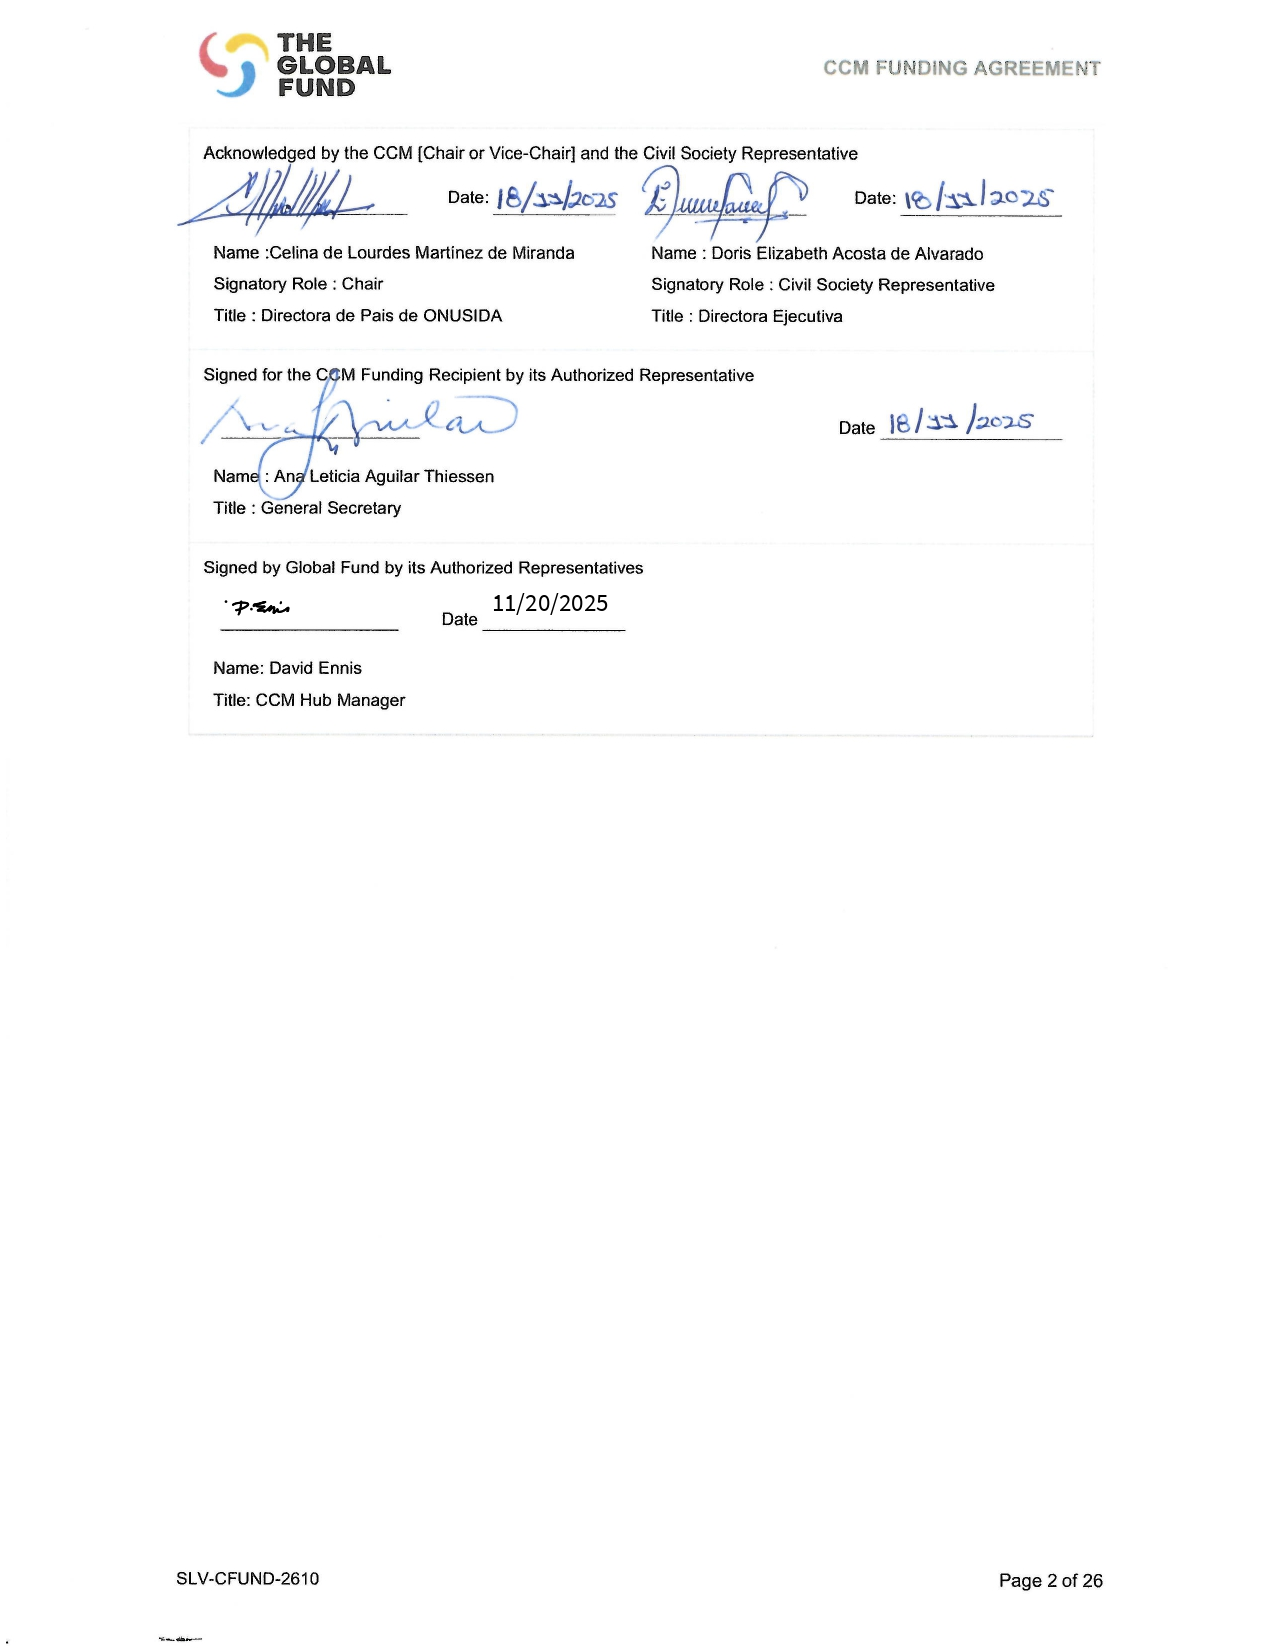 THE
GLOBAL
FUND
CCM FUNDING AGREEMENT
Acknowledged by the CCM [Chair or Vice-Chair] and the Civil Society Representative
Date: 18/11/2025 Date: 18/11/2025
Name :Celina de Lourdes Martinez de Miranda
Signatory Role : Chair
Title : Directora de Pais de ONUSIDA
Name : Doris Elizabeth Acosta de Alvarado
Signatory Role : Civil Society Representative
Title : Directora Ejecutiva
Signed for the CCM Funding Recipient by its Authorized Representative
Date 18/11/2025
Name : Ana Leticia Aguilar Thiessen
Title : General Secretary
Signed by Global Fund by its Authorized Representatives
D.Ennis Date 11/20/2025
Name: David Ennis
Title: CCM Hub Manager
SLV-CFUND-2610 Page 2 of 26